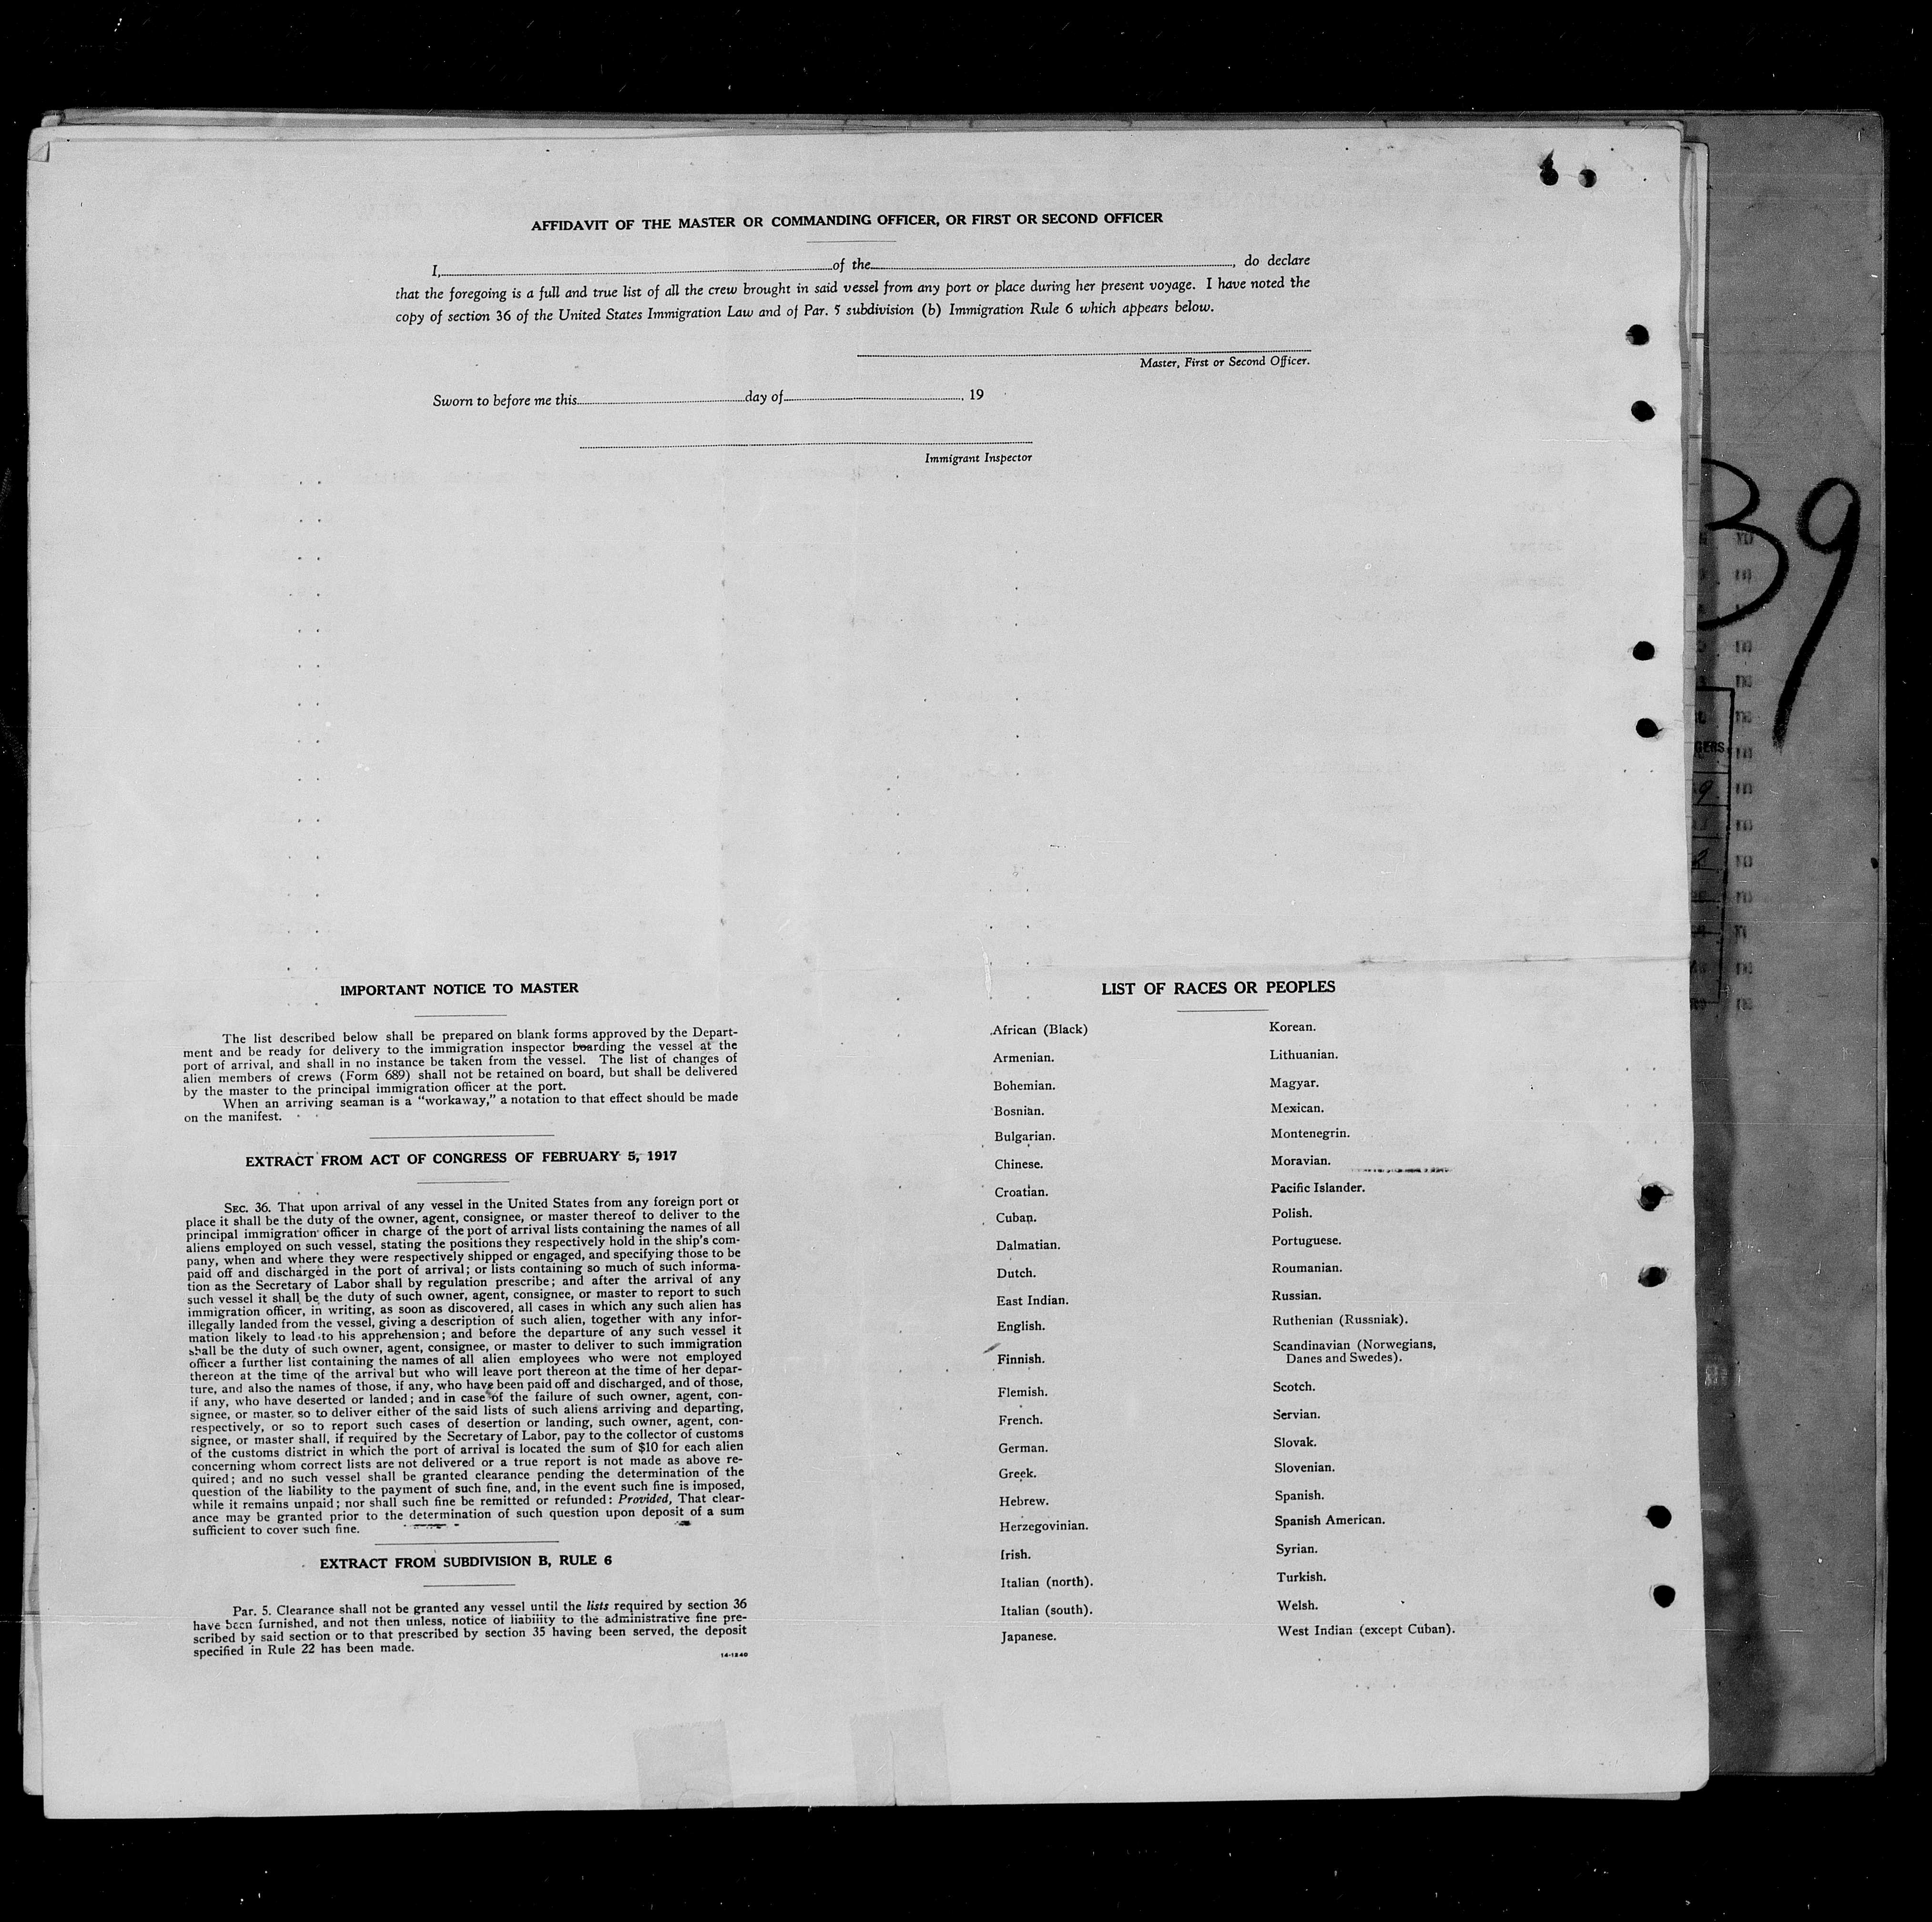 AFFIDAVIT OF THE MASTER OR COMMANDING OFFICER, OR FIRST OR SECOND OFFICER
I, of the , do declare
that the foregoing is a full and true list of all the crew brought in said vessel from any port or place during her present voyage. I have noted the
copy of section 36 of the United States Immigration Law and of Par. 5 subdivision (b) Immigration Rule 6 which appears below.
Master, First or Second Officer.
Sworn to before me this day of , 19
Immigrant Inspector
39
GERS
IMPORTANT NOTICE TO MASTER
The list described below shall be prepared on blank forms approved by the Depart-
ment and be ready for delivery to the immigration inspector boarding the vessel at the
port of arrival, and shall in no instance be taken from the vessel. The list of changes of
alien members of crews (Form 689) shall not be retained on board, but shall be delivered
by the master to the principal immigration officer at the port.
When an arriving seaman is a "workaway," a notation to that effect should be made
on the manifest.
EXTRACT FROM ACT OF CONGRESS OF FEBRUARY 5, 1917
SEC. 36. That upon arrival of any vessel in the United States from any foreign port or
place it shall be the duty of the owner, agent, consignee, or master thereof to deliver to the
principal immigration officer in charge of the port of arrival lists containing the names of all
aliens employed on such vessel, stating the positions they respectively hold in the ship's com-
pany, when and where they were respectively shipped or engaged, and specifying those to be
paid off and discharged in the port of arrival; or lists containing so much of such informa-
tion as the Secretary of Labor shall by regulation prescribe; and after the arrival of any
such vessel it shall be the duty of such owner, agent, consignee, or master to report to such
immigration officer, in writing, as soon as discovered, all cases in which any such alien has
illegally landed from the vessel, giving a description of such alien, together with any infor-
mation likely to lead to his apprehension; and before the departure of any such vessel it
shall be the duty of such owner, agent, consignee, or master to deliver to such immigration
officer a further list containing the names of all alien employees who were not employed
thereon at the time of the arrival but who will leave port thereon at the time of her depar-
ture, and also the names of those, if any, who have been paid off and discharged, and of those,
if any, who have deserted or landed; and in case of the failure of such owner, agent, con-
signee, or master so to deliver either of the said lists of such aliens arriving and departing,
respectively, or so to report such cases of desertion or landing, such owner, agent, con-
signee, or master shall, if required by the Secretary of Labor, pay to the collector of customs
of the customs district in which the port of arrival is located the sum of $10 for each alien
concerning whom correct lists are not delivered or a true report is not made as above re-
quired; and no such vessel shall be granted clearance pending the determination of the
question of the liability to the payment of such fine, and, in the event such fine is imposed,
while it remains unpaid; nor shall such fine be remitted or refunded: Provided, That clear-
ance may be granted prior to the determination of such question upon deposit of a sum
sufficient to cover such fine.
EXTRACT FROM SUBDIVISION B, RULE 6
Par. 5. Clearance shall not be granted any vessel until the lists required by section 36
have been furnished, and not then unless, notice of liability to the administrative fine pre-
scribed by said section or to that prescribed by section 35 having been served, the deposit
specified in Rule 22 has been made.
14-1240
LIST OF RACES OR PEOPLES
African (Black)
Armenian.
Bohemian.
Bosnian.
Bulgarian.
Chinese.
Croatian.
Cuban.
Dalmatian.
Dutch.
East Indian.
English.
Finnish.
Flemish.
French.
German.
Greek.
Hebrew.
Herzegovinian.
Irish.
Italian (north).
Italian (south).
Japanese.
Korean.
Lithuanian.
Magyar.
Mexican.
Montenegrin.
Moravian.
Pacific Islander.
Polish.
Portuguese.
Roumanian.
Russian.
Ruthenian (Russniak).
Scandinavian (Norwegians,
Danes and Swedes).
Scotch.
Servian.
Slovak.
Slovenian.
Spanish.
Spanish American.
Syrian.
Turkish.
Welsh.
West Indian (except Cuban).